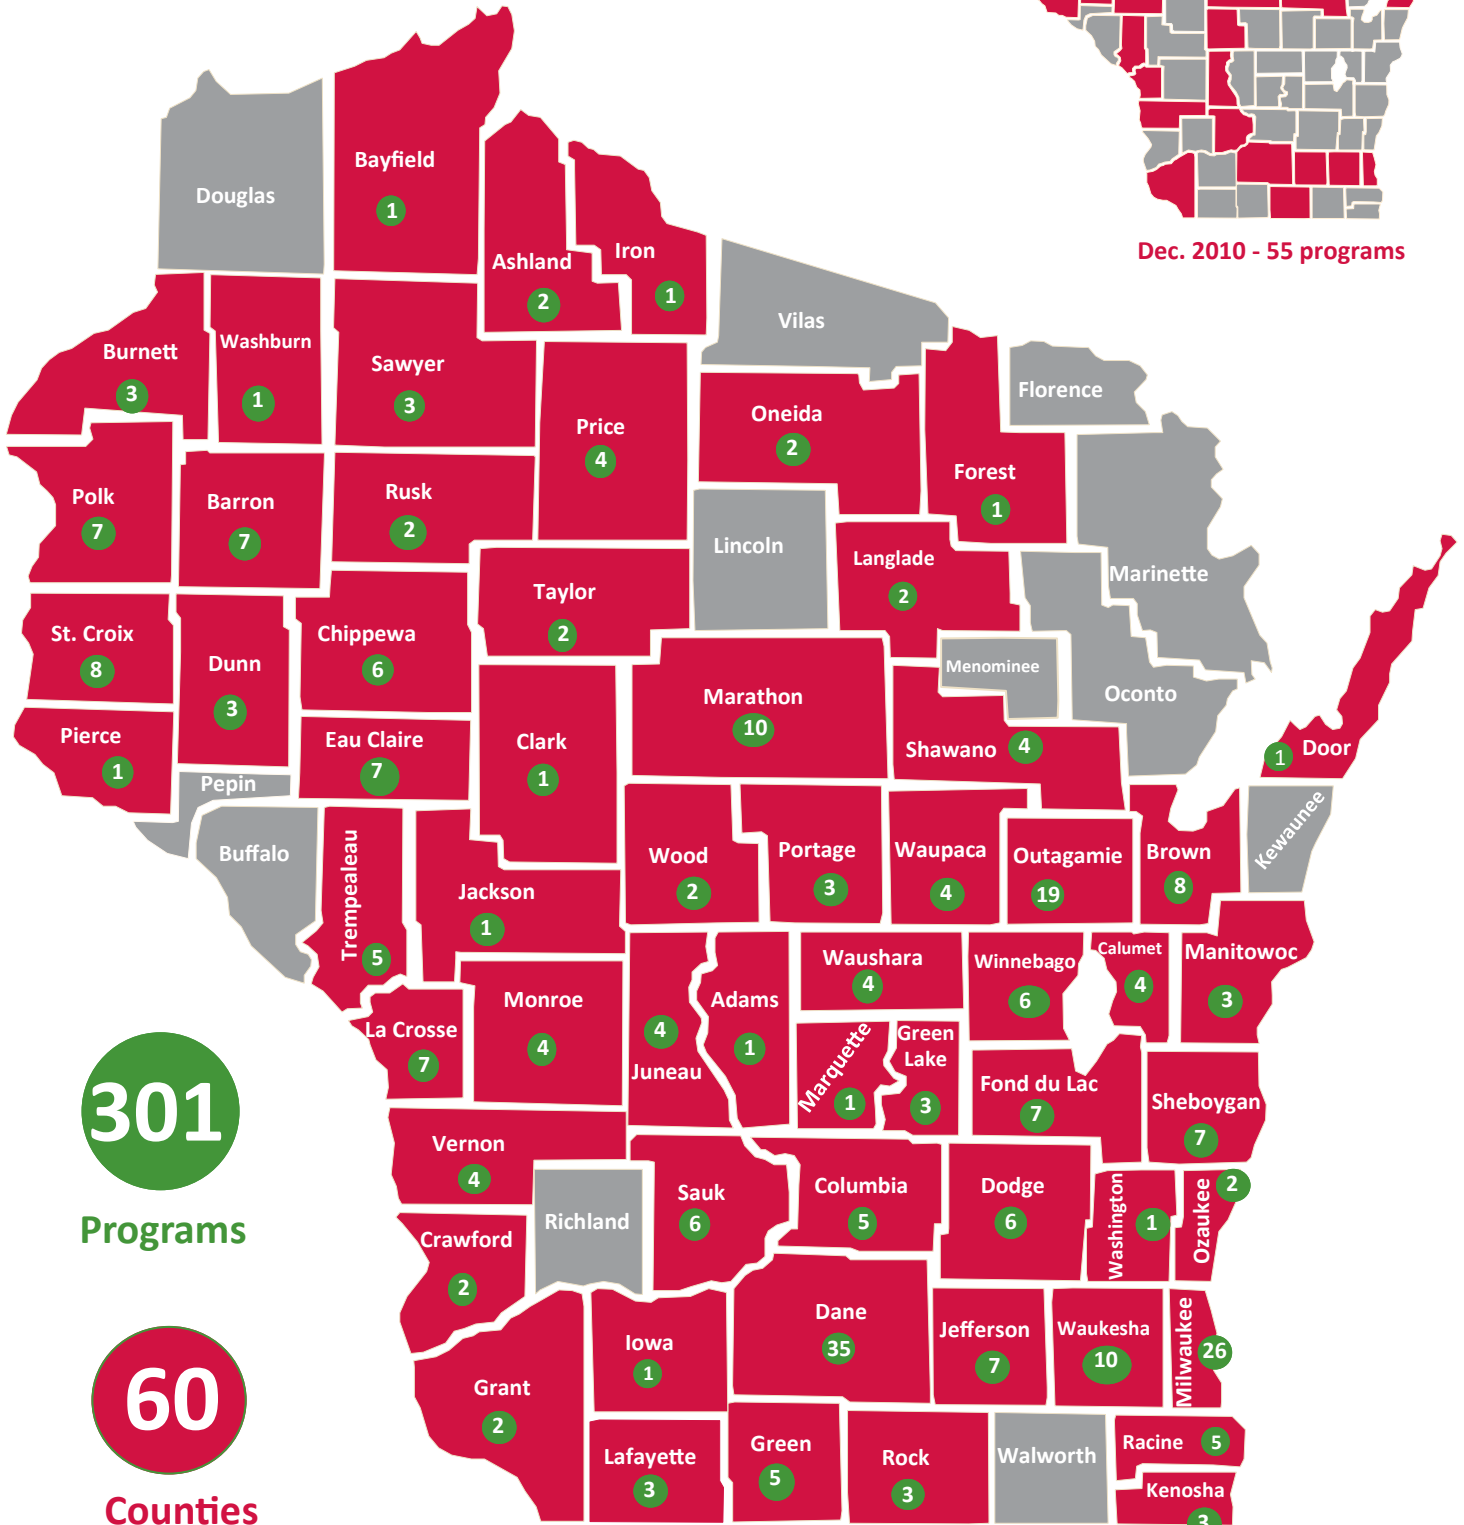 Dec. 2010 - 55 programs
Douglas
Bayfield
1
Ashland
2
Iron
1
Vilas
Florence
Burnett
3
Washburn
1
Sawyer
3
Price
4
Oneida
2
Forest
1
Marinette
Polk
7
Barron
7
Rusk
2
Lincoln
Langlade
2
Taylor
2
St. Croix
8
Dunn
3
Chippewa
6
Menominee
Oconto
Marathon
10
Shawano
4
Door
1
Pierce
1
Eau Claire
7
Clark
1
Pepin
Buffalo
Trempealeau
5
Jackson
1
Wood
2
Portage
3
Waupaca
4
Outagamie
19
Brown
8
Kewaunee
Waushara
4
Winnebago
6
Calumet
4
Manitowoc
3
La Crosse
7
Monroe
4
4
Juneau
Adams
1
Marquette
1
Green
Lake
3
Fond du Lac
7
Sheboygan
7
301
Programs
Vernon
4
Richland
Sauk
6
Columbia
5
Dodge
6
Washington
1
Ozaukee
2
Crawford
2
Grant
2
Iowa
1
Dane
35
Jefferson
7
Waukesha
10
Milwaukee
26
60
Counties
Lafayette
3
Green
5
Rock
3
Walworth
Racine
5
Kenosha
3